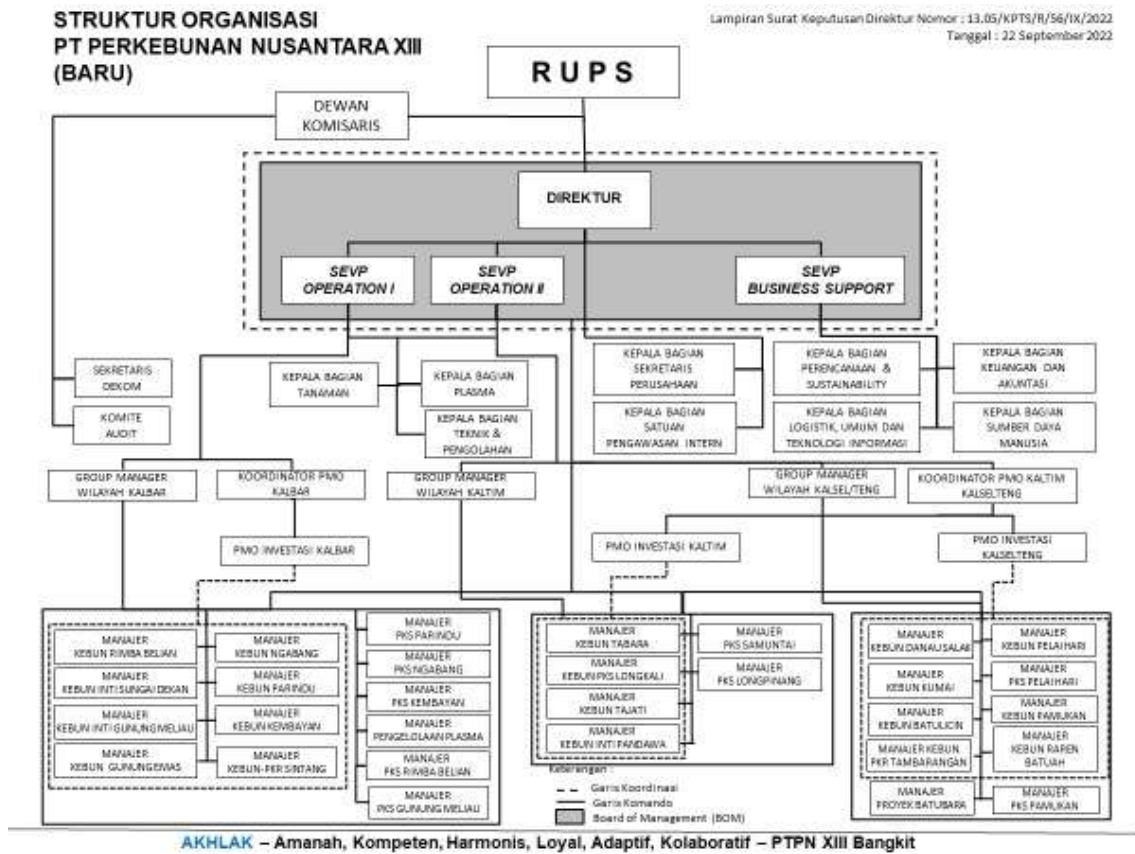 STRUKTUR ORGANISASI
PT PERKEBUNAN NUSANTARA XIII
(BARU)
Lampiran Surat Keputusan Direktur Nomor : 13.05/KPTS/R/56/IX/2022
Tanggal : 22 September 2022
R U P S
DEWAN
KOMISARIS
DIREKTUR
SEVP
OPERATION I
SEVP
OPERATION II
SEVP
BUSINESS SUPPORT
SEKRETARIS
DEKOM
KOMITE
AUDIT
KEPALA BAGIAN
TANAMAN
KEPALA BAGIAN
PLASMA
KEPALA BAGIAN
TEKNIK &
PENGOLAHAN
KEPALA BAGIAN
SEKRETARIS
PERUSAHAAN
KEPALA BAGIAN
SATUAN
PENGAWASAN INTERN
KEPALA BAGIAN
PERENCANAAN &
SUSTAINABILITY
KEPALA BAGIAN
LOGISTIK, UMUM DAN
TEKNOLOGI INFORMASI
KEPALA BAGIAN
KEUANGAN DAN
AKUNTASI
KEPALA BAGIAN
SUMBER DAYA
MANUSIA
GROUP MANAGER
WILAYAH KALBAR
KOORDINATOR PMO
KALBAR
GROUP MANAGER
WILAYAH KALTIM
GROUP MANAGER
WILAYAH KALSEL/TENG
KOORDINATOR PMO KALTIM
KALSELTENG
PMO INVESTASI KALBAR
PMO INVESTASI KALTIM
PMO INVESTASI
KALSELTENG
MANAJER
KEBUN RIMBA BELIAN
MANAJER
KEBUN INTI SUNGAI DEKAN
MANAJER
KEBUN INTI GUNUNG MELIAU
MANAJER
KEBUN GUNUNG EMAS
MANAJER
KEBUN NGABANG
MANAJER
KEBUN PARINDU
MANAJER
KEBUN KEMBAYAN
MANAJER
KEBUN-PKR SINTANG
MANAJER
PKS PARINDU
MANAJER
PKS NGABANG
MANAJER
PKS KEMBAYAN
MANAJER
PENGELOLAAN PLASMA
MANAJER
PKS RIMBA BELIAN
MANAJER
PKS GUNUNG MELIAU
MANAJER
KEBUN TABARA
MANAJER
KEBUN PKS LONGKALI
MANAJER
KEBUN TAJATI
MANAJER
KEBUN INTI PANDAWA
MANAJER
PKS SAMUNTAI
MANAJER
PKS LONGPINANG
MANAJER
KEBUN DANAU SALAK
MANAJER
KEBUN KUMAI
MANAJER
KEBUN BATULICIN
MANAJER KEBUN
PKR TAMBARANGAN
MANAJER
PROYEK BATUBARA
MANAJER
KEBUN PELAIHARI
MANAJER
PKS PELAIHARI
MANAJER
KEBUN PAMUKAN
MANAJER
KEBUN RAREN
BATUAH
MANAJER
PKS PAMUKAN
Keterangan :
Garis Koordinasi
Garis Komando
Board of Management (BOM)
AKHLAK – Amanah, Kompeten, Harmonis, Loyal, Adaptif, Kolaboratif – PTPN XIII Bangkit